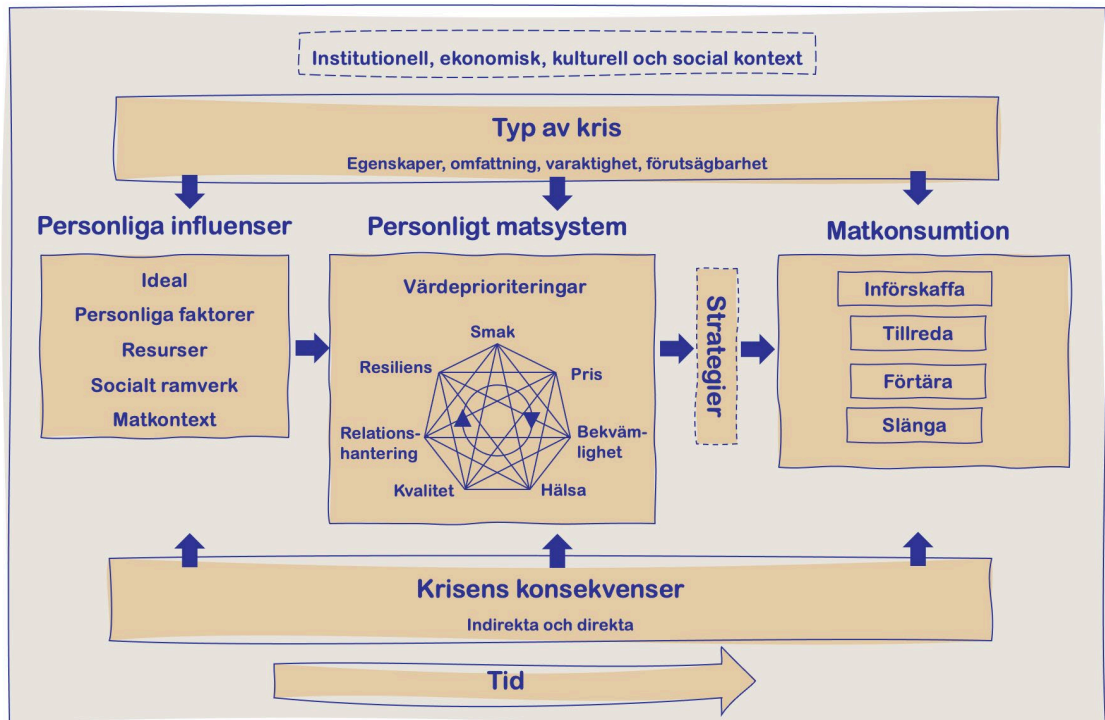 Institutionell, ekonomisk, kulturell och social kontext
Typ av kris
Egenskaper, omfattning, varaktighet, förutsägbarhet
Personliga influenser
Ideal
Personliga faktorer
Resurser
Socialt ramverk
Matkontext
Personligt matsystem
Värdeprioriteringar
Smak
Resiliens
Pris
Relations-
hantering
Bekväm-
lighet
Kvalitet
Hälsa
Strategier
Matkonsumtion
Införskaffa
Tillreda
Förtära
Slänga
Krisens konsekvenser
Indirekta och direkta
Tid